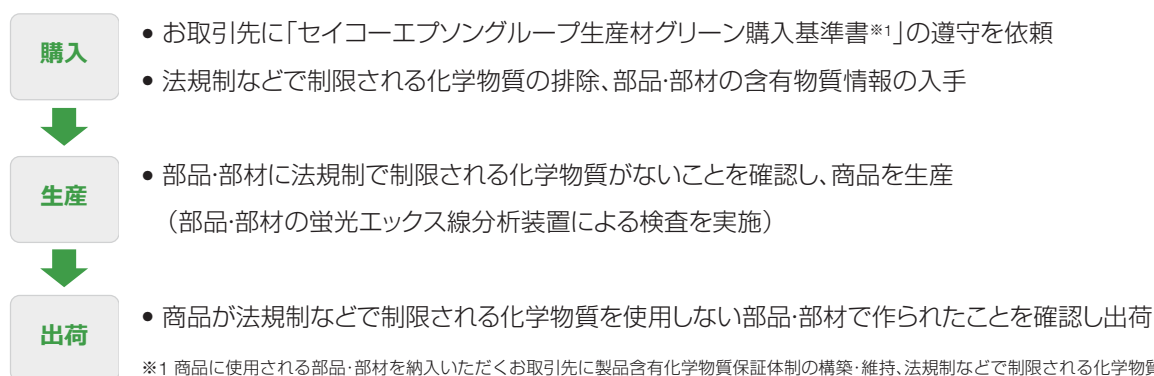 購入
● お取引先に「セイコーエプソングループ生産材グリーン購入基準書※1」の遵守を依頼
● 法規制などで制限される化学物質の排除、部品・部材の含有物質情報の入手
生産
● 部品・部材に法規制で制限される化学物質がないことを確認し、商品を生産
（部品・部材の蛍光エックス線分析装置による検査を実施）
出荷
● 商品が法規制などで制限される化学物質を使用しない部品・部材で作られたことを確認し出荷
※1 商品に使用される部品・部材を納入いただくお取引先に製品含有化学物質保証体制の構築・維持、法規制などで制限される化学物質